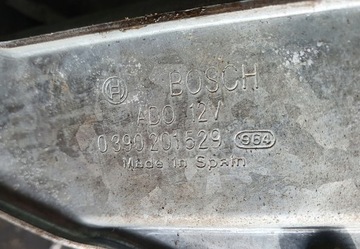 BOSCH
ADO 12V
0390201529 964
Made in Spain